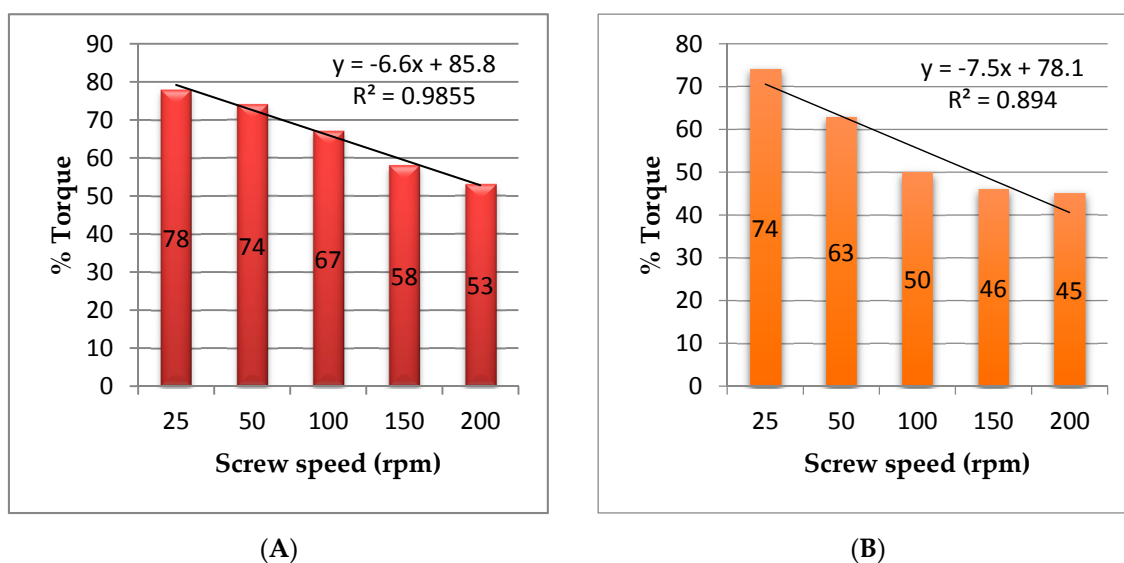 90
80
70
60
50
40
30
20
10
0
% Torque
y = -6.6x + 85.8
R² = 0.9855
78
74
67
58
53
25 50 100 150 200
Screw speed (rpm)
(A)
80
70
60
50
40
30
20
10
0
% Torque
y = -7.5x + 78.1
R² = 0.894
74
63
50
46
45
25 50 100 150 200
Screw speed (rpm)
(B)